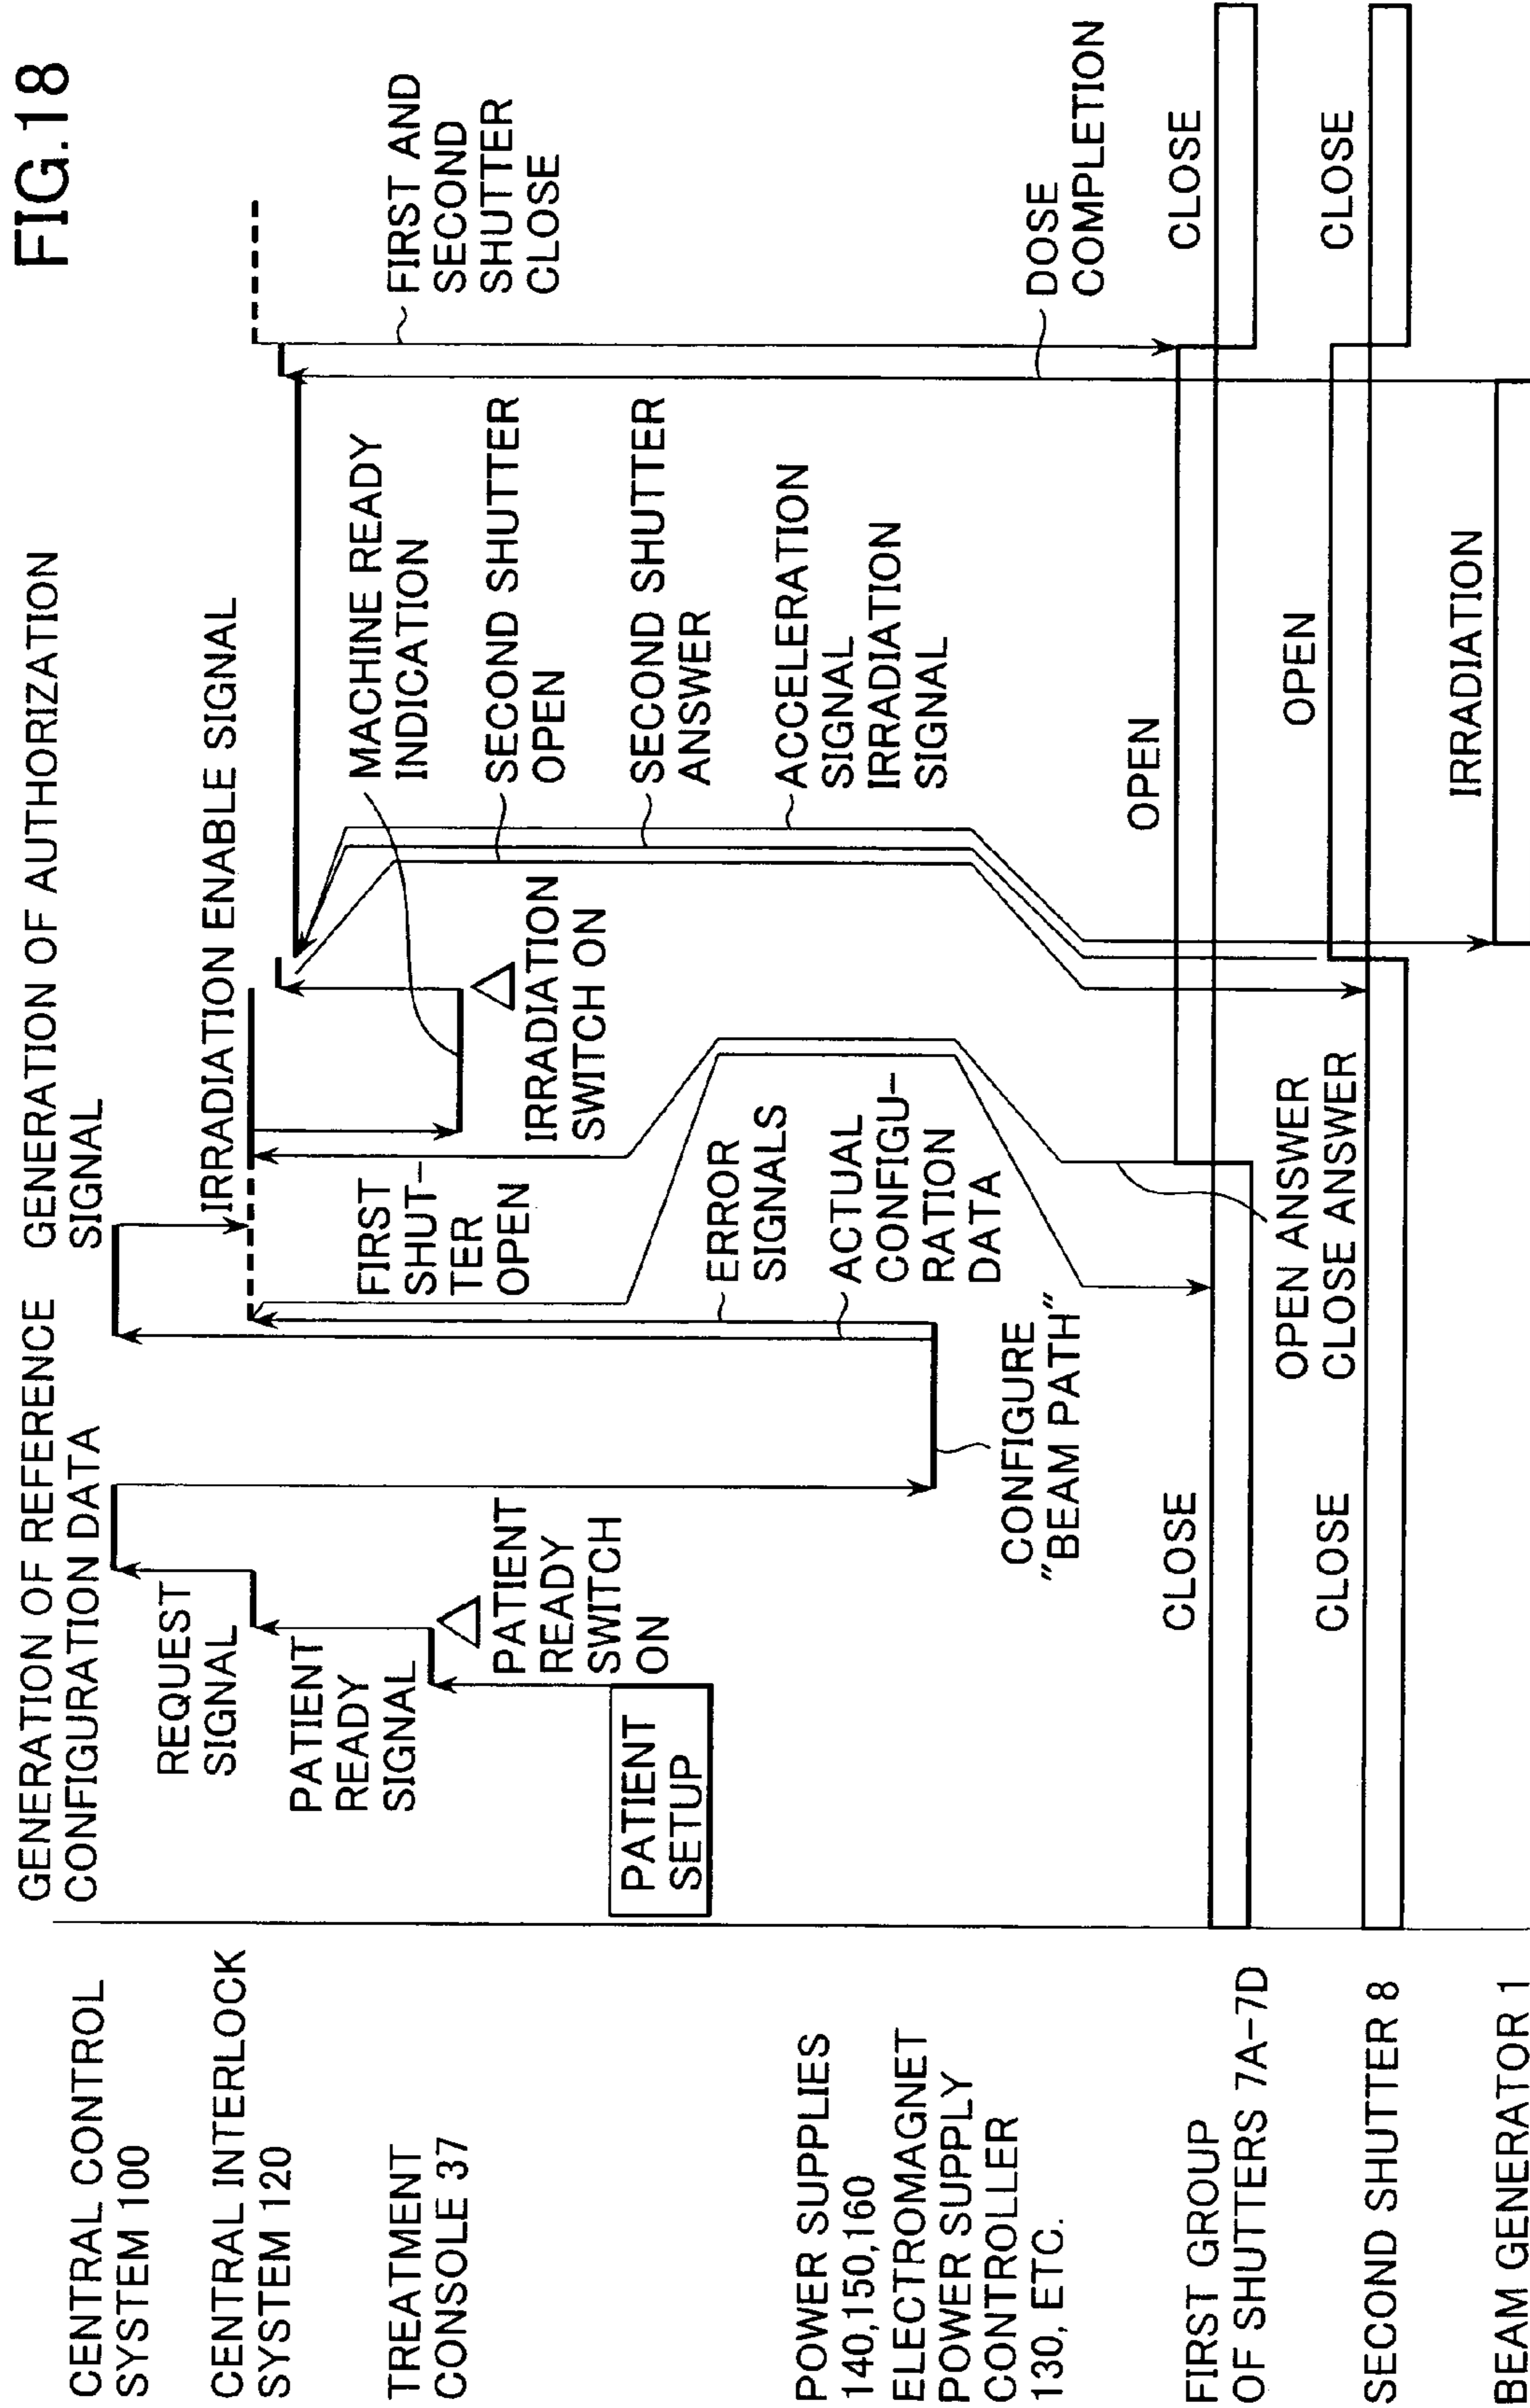 FIG.18
GENERATION OF REFERENCE
CONFIGURATION DATA
GENERATION OF AUTHORIZATION
SIGNAL
CENTRAL CONTROL
SYSTEM 100
REQUEST
SIGNAL
IRRADIATION ENABLE SIGNAL
CENTRAL INTERLOCK
SYSTEM 120
PATIENT
READY
SIGNAL
FIRST
SHUT-
TER
OPEN
MACHINE READY
INDICATION
FIRST AND
SECOND
SHUTTER
CLOSE
TREATMENT
CONSOLE 37
PATIENT
READY
SWITCH
ON
IRRADIATION
SWITCH ON
SECOND SHUTTER
OPEN
PATIENT
SETUP
ERROR
SIGNALS
SECOND SHUTTER
ANSWER
ACTUAL
CONFIGU-
RATION
DATA
ACCELERATION
SIGNAL
IRRADIATION
SIGNAL
POWER SUPPLIES
140,150,160
ELECTROMAGNET
POWER SUPPLY
CONTROLLER
130, ETC.
CONFIGURE
"BEAM PATH"
DOSE
COMPLETION
CLOSE
OPEN
CLOSE
FIRST GROUP
OF SHUTTERS 7A-7D
OPEN ANSWER
CLOSE ANSWER
CLOSE
OPEN
CLOSE
SECOND SHUTTER 8
IRRADIATION
BEAM GENERATOR 1